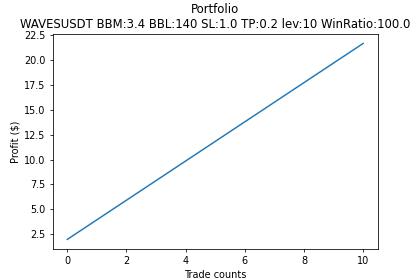 Portfolio
WAVESUSDT BBM:3.4 BBL:140 SL:1.0 TP:0.2 lev:10 WinRatio:100.0
22.5
20.0
17.5
15.0
12.5
10.0
7.5
5.0
2.5
Profit ($)
0 2 4 6 8 10
Trade counts